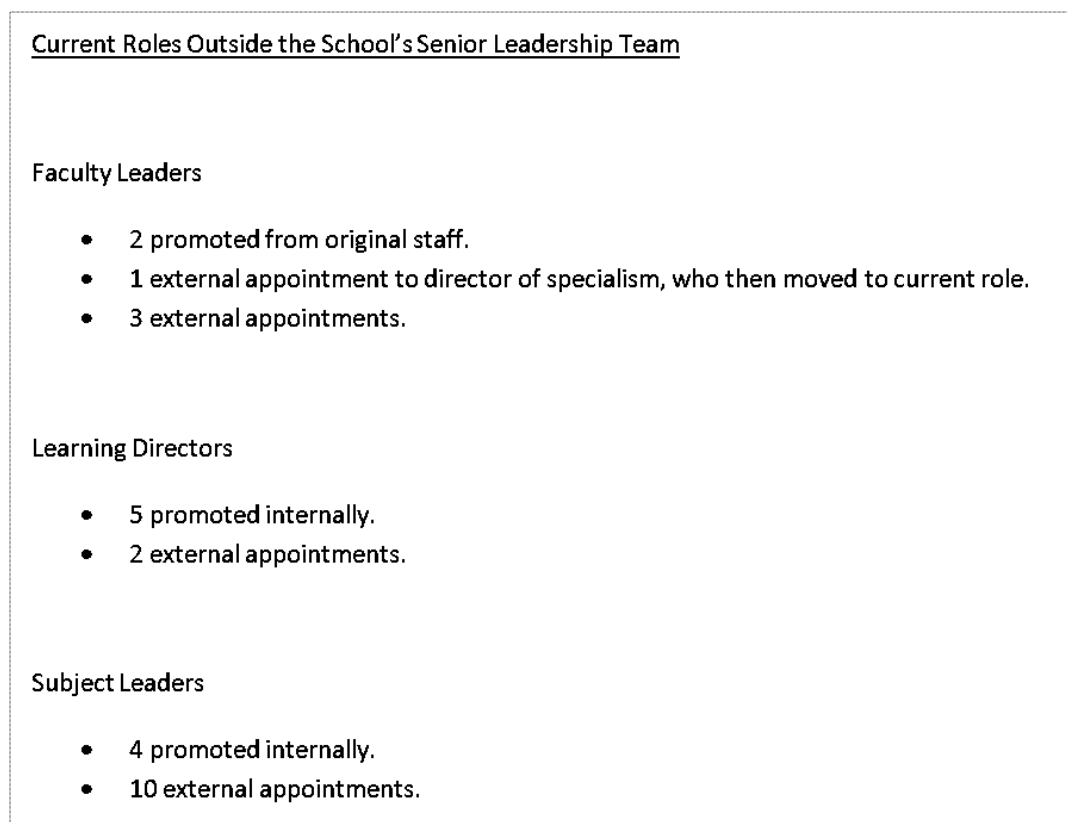 Current Roles Outside the School's Senior Leadership Team
Faculty Leaders
• 2 promoted from original staff.
• 1 external appointment to director of specialism, who then moved to current role.
• 3 external appointments.
Learning Directors
• 5 promoted internally.
• 2 external appointments.
Subject Leaders
• 4 promoted internally.
• 10 external appointments.